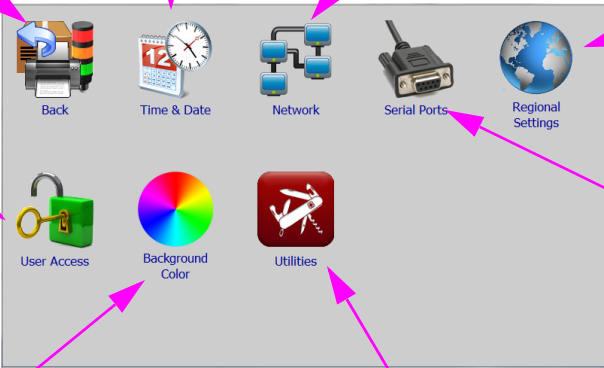 12
Back
Time & Date
Network
Serial Ports
Regional
Settings
User Access
Background
Color
Utilities